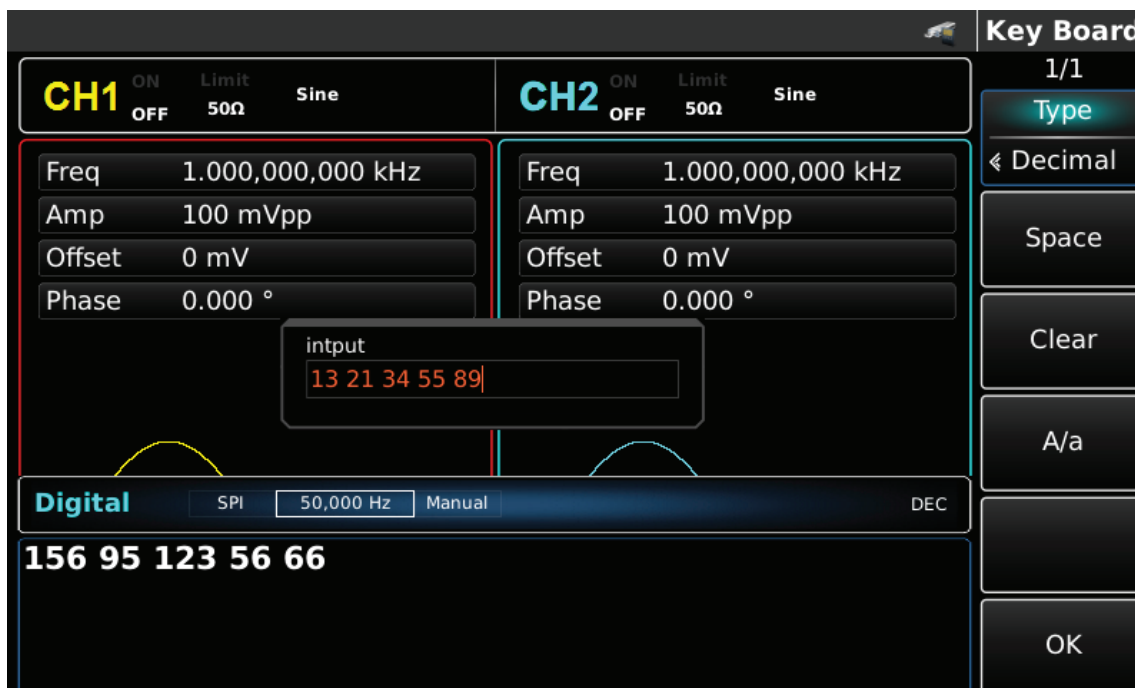 Key Board
1/1
CH1 ON OFF Limit 50Ω Sine
CH2 ON OFF Limit 50Ω Sine
Type
Decimal
Freq 1.000,000,000 kHz
Amp 100 mVpp
Offset 0 mV
Phase 0.000 °
Freq 1.000,000,000 kHz
Amp 100 mVpp
Offset 0 mV
Phase 0.000 °
Space
intput
13 21 34 55 89
Clear
A/a
Digital SPI 50,000 Hz Manual DEC
156 95 123 56 66
OK